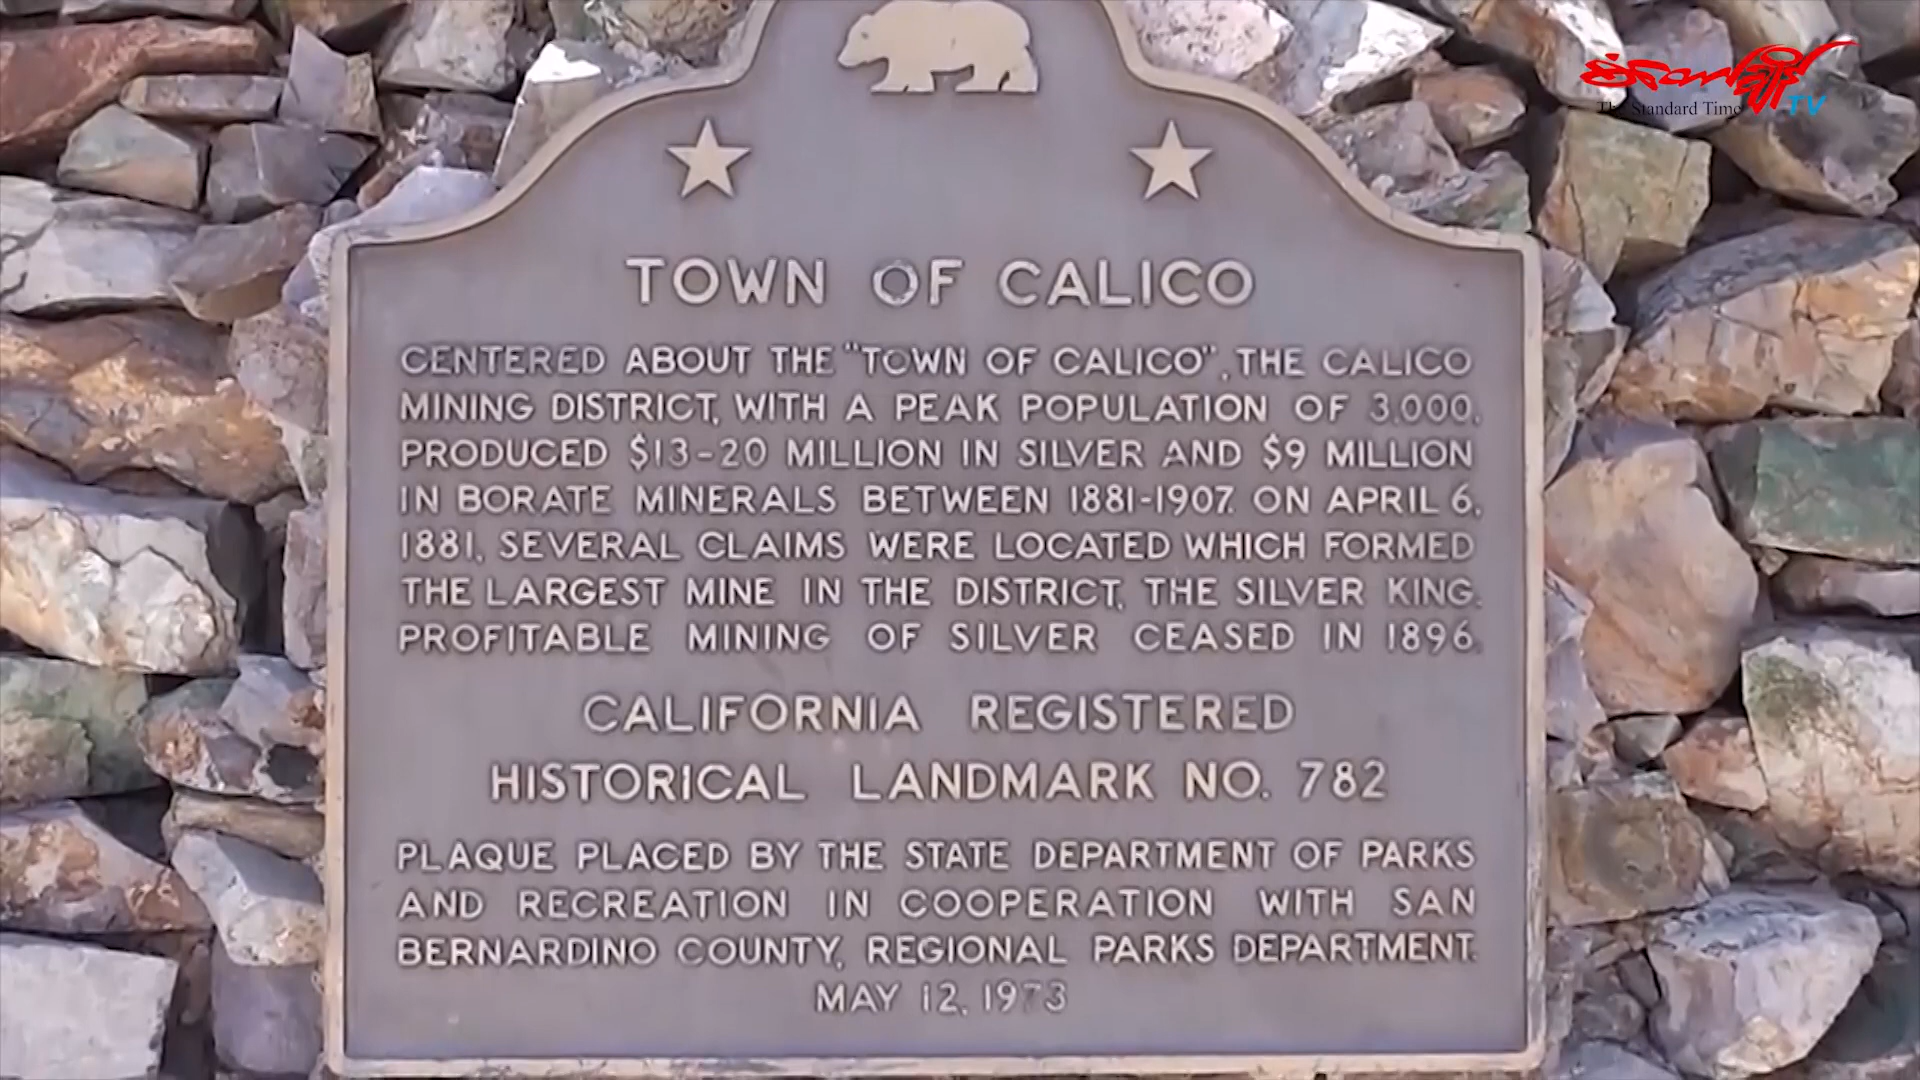 The Standard Time
TV
TOWN OF CALICO
CENTERED ABOUT THE "TOWN OF CALICO", THE CALICO
MINING DISTRICT, WITH A PEAK POPULATION OF 3,000,
PRODUCED $13-20 MILLION IN SILVER AND $9 MILLION
IN BORATE MINERALS BETWEEN 1881-1907. ON APRIL 6,
1881, SEVERAL CLAIMS WERE LOCATED WHICH FORMED
THE LARGEST MINE IN THE DISTRICT, THE SILVER KING.
PROFITABLE MINING OF SILVER CEASED IN 1896.
CALIFORNIA REGISTERED
HISTORICAL LANDMARK NO. 782
PLAQUE PLACED BY THE STATE DEPARTMENT OF PARKS
AND RECREATION IN COOPERATION WITH SAN
BERNARDINO COUNTY, REGIONAL PARKS DEPARTMENT.
MAY 12, 1973